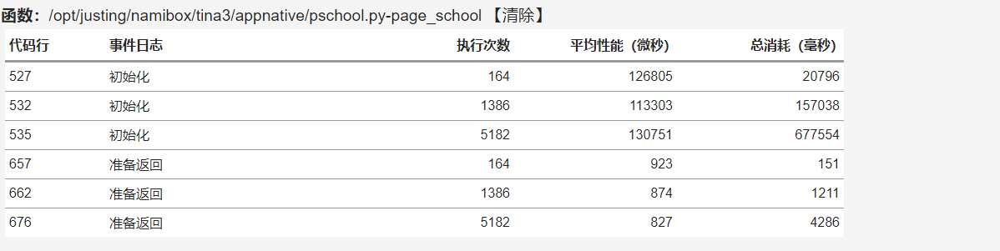 函数：/opt/justing/namibox/tina3/appnative/pschool.py-page_school 【清除】
代码行 事件日志 执行次数 平均性能（微秒） 总消耗（毫秒）
527 初始化 164 126805 20796
532 初始化 1386 113303 157038
535 初始化 5182 130751 677554
657 准备返回 164 923 151
662 准备返回 1386 874 1211
676 准备返回 5182 827 4286